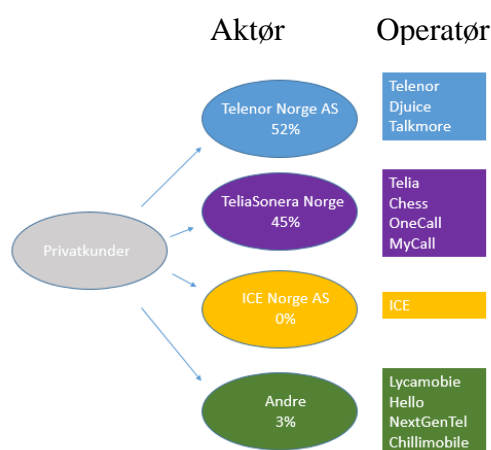 Aktør Operatør
Telenor Norge AS
52%
Telenor
Djuice
Talkmore
TeliaSonera Norge
45%
Telia
Chess
OneCall
MyCall
Privatkunder
ICE Norge AS
0%
ICE
Andre
3%
Lycamobie
Hello
NextGenTel
Chillimobile